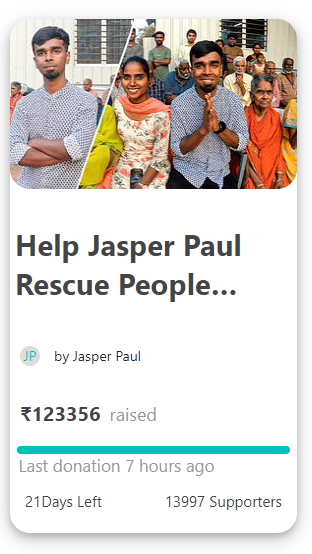 Help Jasper Paul
Rescue People...
JP by Jasper Paul
₹123356 raised
Last donation 7 hours ago
21Days Left 13997 Supporters